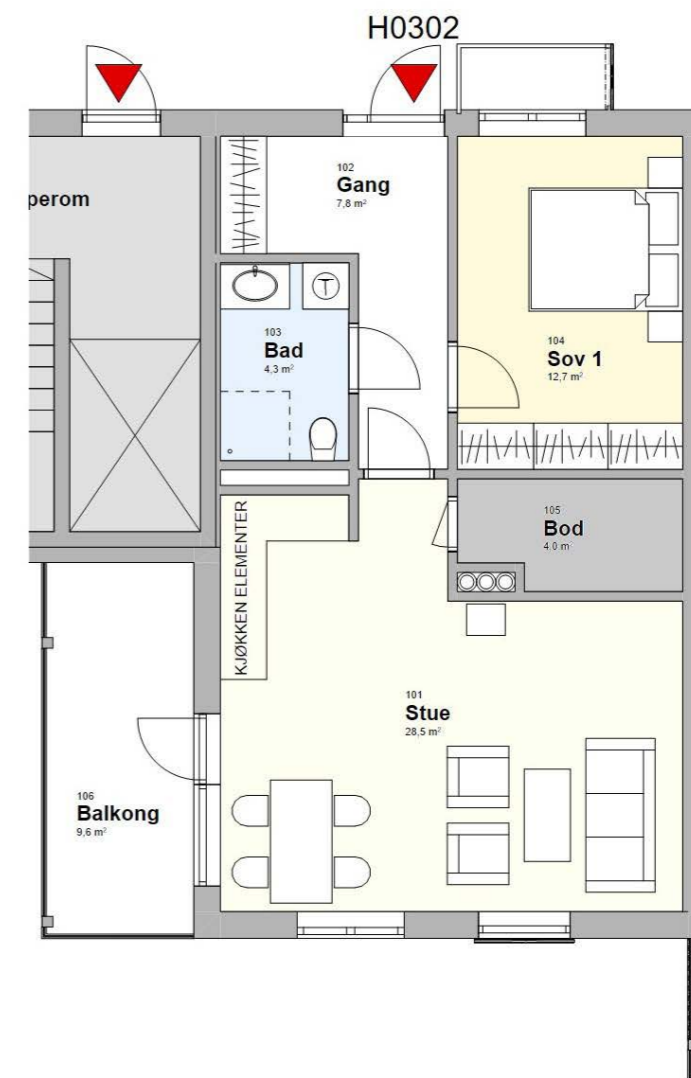 H0302
perom
102
Gang
7,8 m²
103
Bad
4,3 m²
T
104
Sov 1
12,7 m²
105
Bod
4.0 m
KJØKKEN ELEMENTER
101
Stue
28,5 m²
106
Balkong
9,6 m²